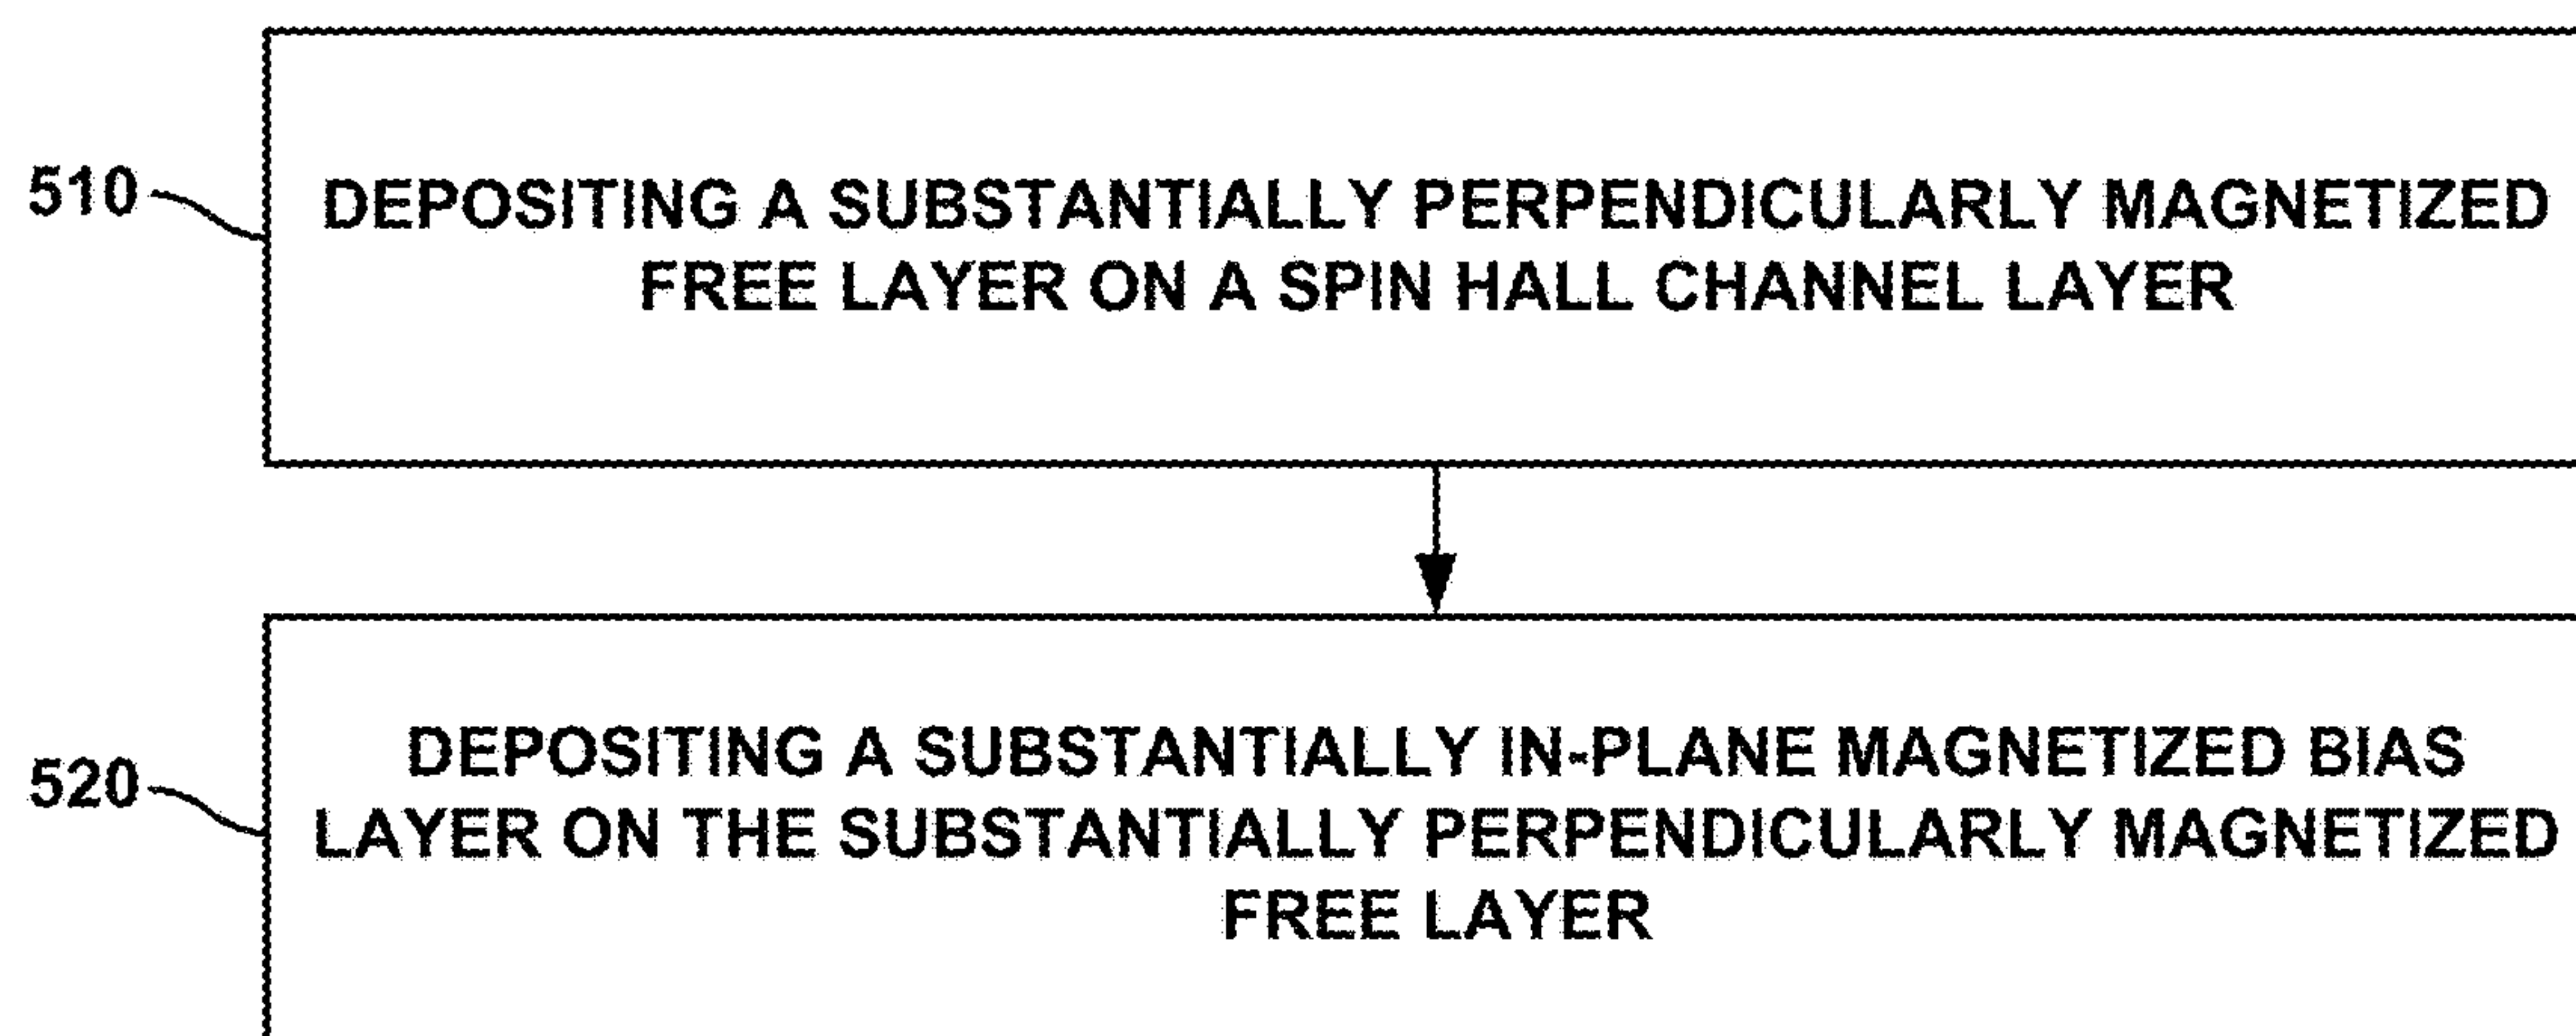 510
DEPOSITING A SUBSTANTIALLY PERPENDICULARLY MAGNETIZED
FREE LAYER ON A SPIN HALL CHANNEL LAYER
520
DEPOSITING A SUBSTANTIALLY IN-PLANE MAGNETIZED BIAS
LAYER ON THE SUBSTANTIALLY PERPENDICULARLY MAGNETIZED
FREE LAYER